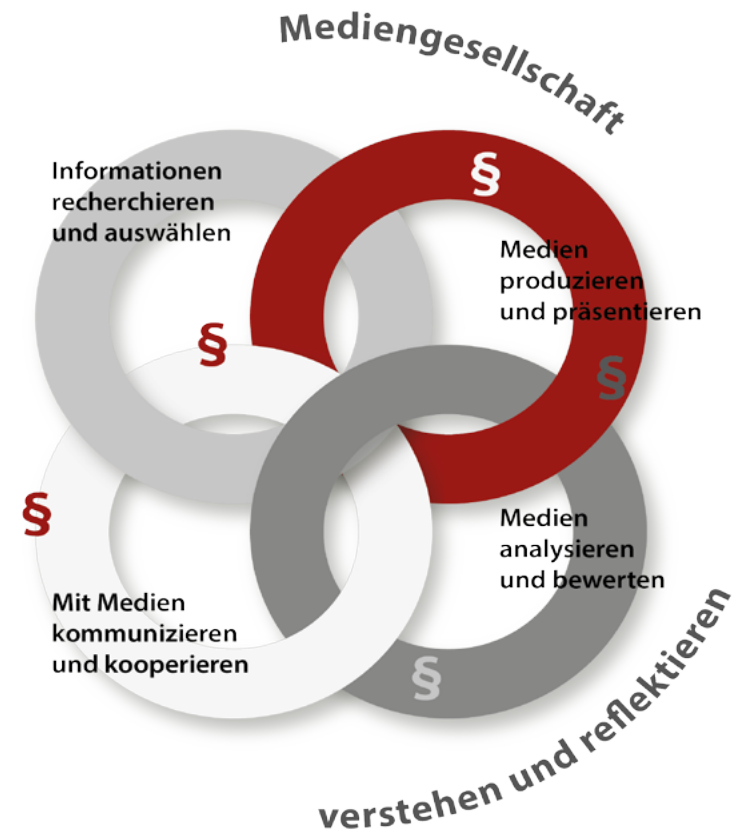 Mediengesellschaft
Informationen
recherchieren
und auswählen
§
Medien
produzieren
und präsentieren
§
§
§
Mit Medien
kommunizieren
und kooperieren
Medien
analysieren
und bewerten
§
verstehen und reflektieren